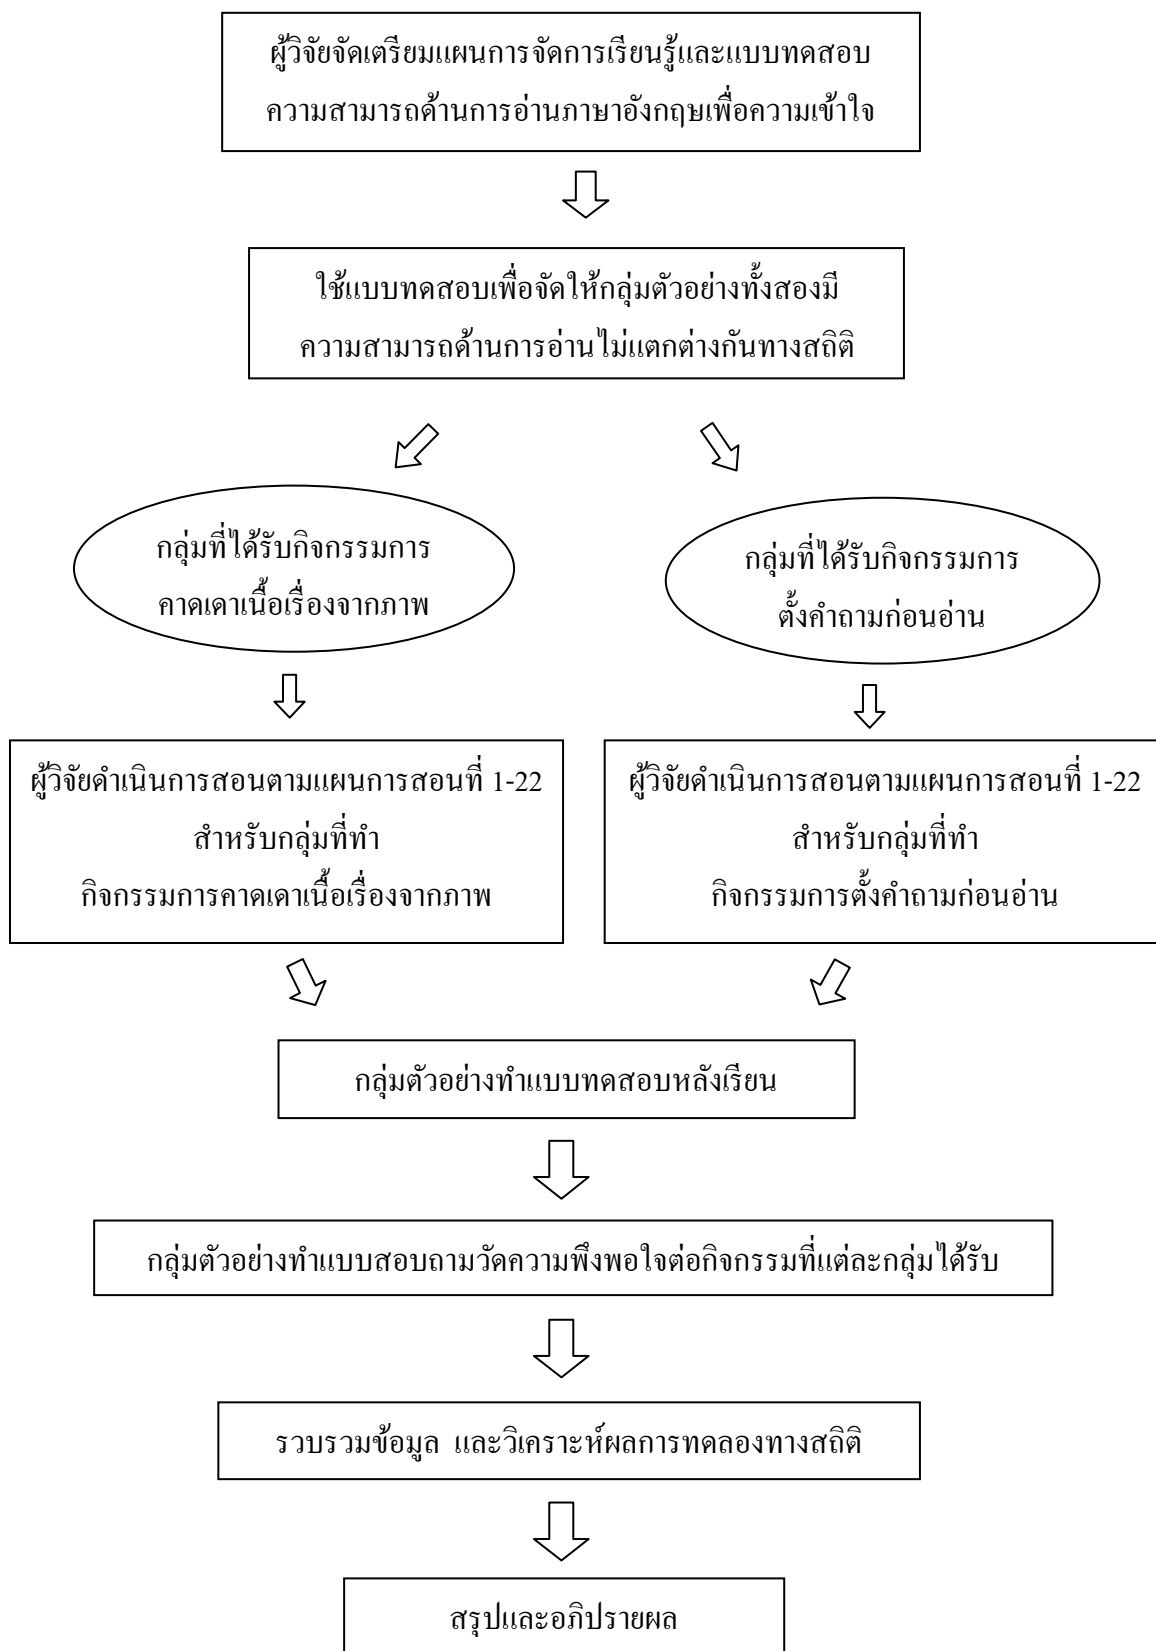 ผู้วิจัยจัดเตรียมแผนการจัดการเรียนรู้และแบบทดสอบ
ความสามารถด้านการอ่านภาษาอังกฤษเพื่อความเข้าใจ
ใช้แบบทดสอบเพื่อจัดให้กลุ่มตัวอย่างทั้งสองมี
ความสามารถด้านการอ่านไม่แตกต่างกันทางสถิติ
กลุ่มที่ได้รับกิจกรรมการ
คาดเดาเนื้อเรื่องจากภาพ
กลุ่มที่ได้รับกิจกรรมการ
ตั้งคำถามก่อนอ่าน
ผู้วิจัยดำเนินการสอนตามแผนการสอนที่ 1-22
สำหรับกลุ่มที่ทำ
กิจกรรมการคาดเดาเนื้อเรื่องจากภาพ
ผู้วิจัยดำเนินการสอนตามแผนการสอนที่ 1-22
สำหรับกลุ่มที่ทำ
กิจกรรมการตั้งคำถามก่อนอ่าน
กลุ่มตัวอย่างทำแบบทดสอบหลังเรียน
กลุ่มตัวอย่างทำแบบสอบถามวัดความพึงพอใจต่อกิจกรรมที่แต่ละกลุ่มได้รับ
รวบรวมข้อมูล และวิเคราะห์ผลการทดลองทางสถิติ
สรุปและอภิปรายผล